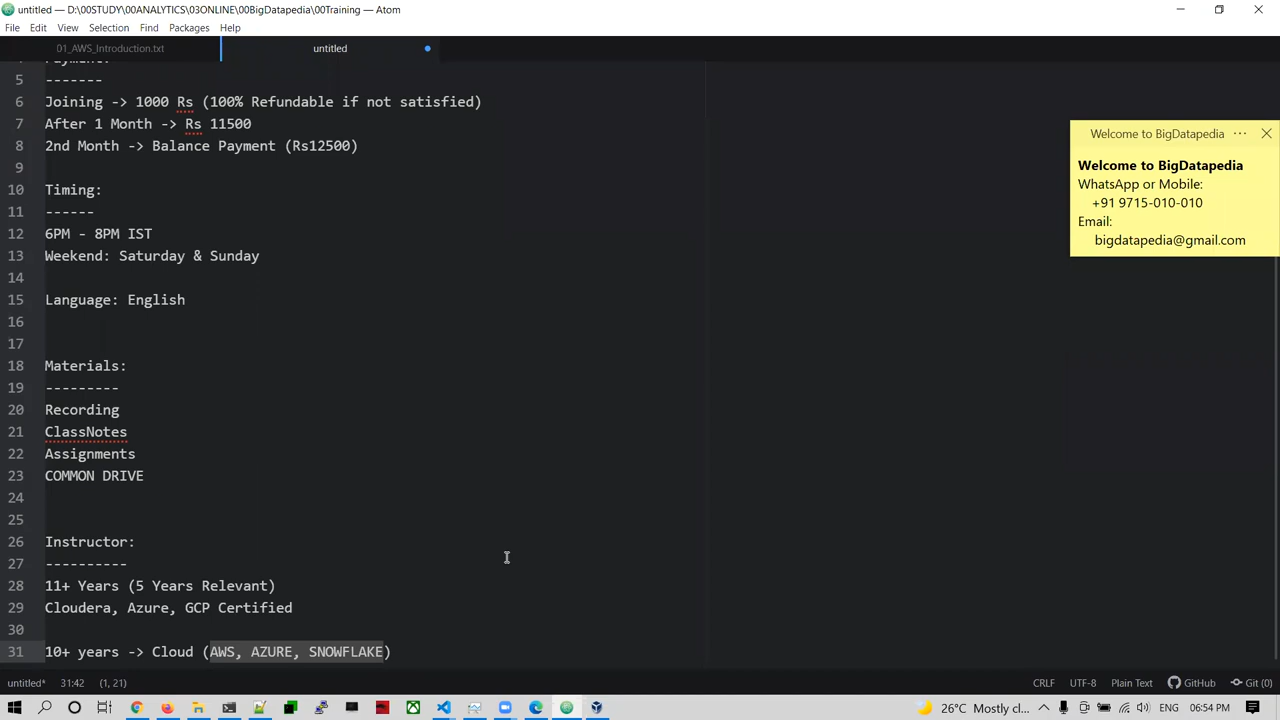 untitled — D:\00STUDY\00ANALYTICS\03ONLINE\00BigDatapedia\00Training — Atom
File Edit View Selection Find Packages Help
01_AWS_Introduction.txt untitled
5 -------
6 Joining -> 1000 Rs (100% Refundable if not satisfied)
7 After 1 Month -> Rs 11500
8 2nd Month -> Balance Payment (Rs12500)
9
10 Timing:
11 ------
12 6PM - 8PM IST
13 Weekend: Saturday & Sunday
14
15 Language: English
16
17
18 Materials:
19 ---------
20 Recording
21 ClassNotes
22 Assignments
23 COMMON DRIVE
24
25
26 Instructor:
27 ----------
28 11+ Years (5 Years Relevant)
29 Cloudera, Azure, GCP Certified
30
31 10+ years -> Cloud (AWS, AZURE, SNOWFLAKE)
Welcome to BigDatapedia ...
Welcome to BigDatapedia
WhatsApp or Mobile:
+91 9715-010-010
Email:
bigdatapedia@gmail.com
untitled* 31:42 (1, 21) CRLF UTF-8 Plain Text GitHub Git (0)
26°C Mostly cl... ENG 06:54 PM